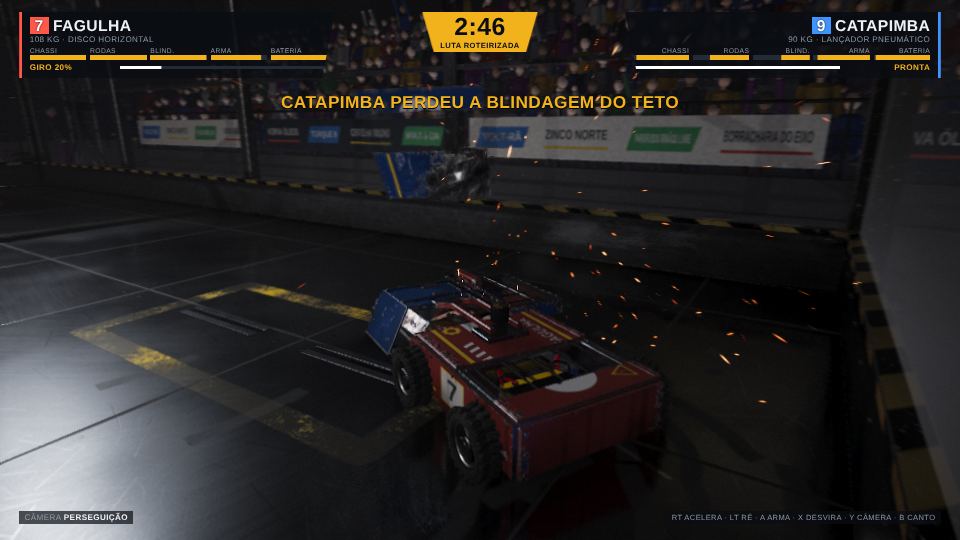 7 FAGULHA
108 KG · DISCO HORIZONTAL
CHASSI RODAS BLIND. ARMA BATERIA
GIRO 20%
2:46
LUTA ROTEIRIZADA
9 CATAPIMBA
90 KG · LANÇADOR PNEUMÁTICO
CHASSI RODAS BLIND. ARMA BATERIA
PRONTA
CATAPIMBA PERDEU A BLINDAGEM DO TETO
ZINCO NORTE
BORRACHARIA DO EIXO
7
CÂMERA PERSEGUIÇÃO
RT ACELERA · LT RÉ · A ARMA · X DESVIRA · Y CÂMERA · B CANTO